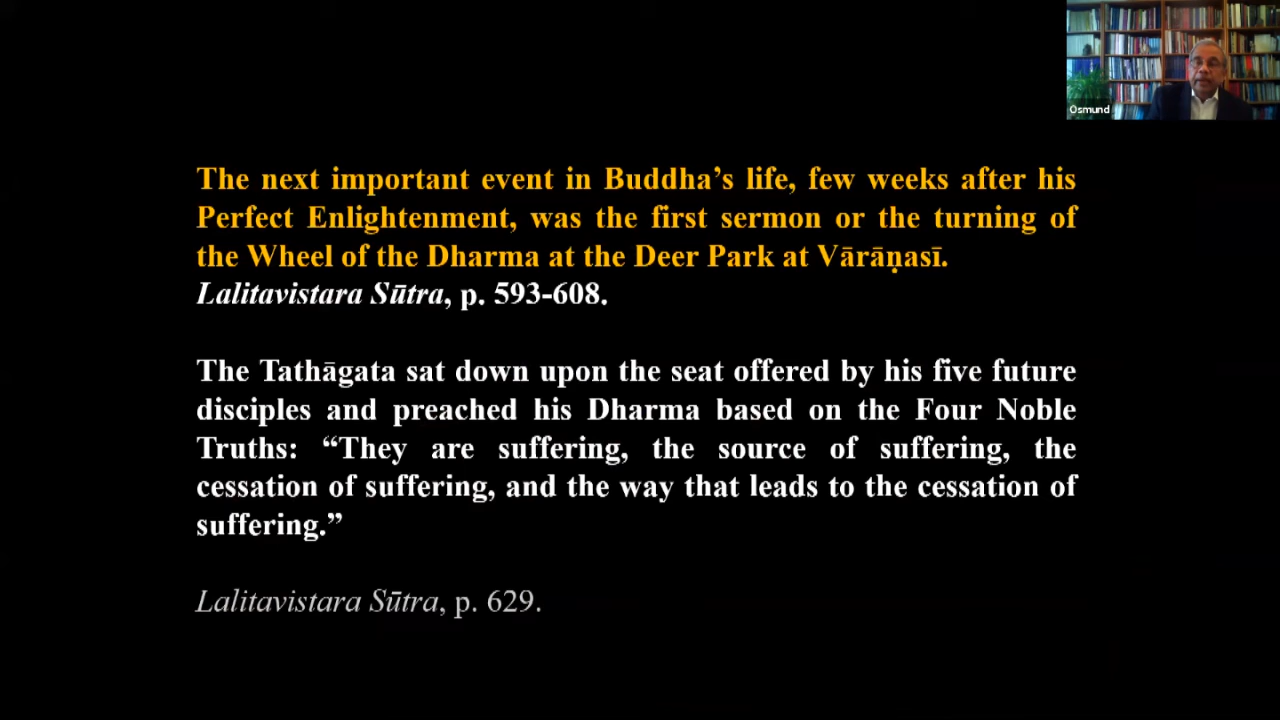 Osmund
The next important event in Buddha’s life, few weeks after his
Perfect Enlightenment, was the first sermon or the turning of
the Wheel of the Dharma at the Deer Park at Vārāṇasī.
Lalitavistara Sūtra, p. 593-608.
The Tathāgata sat down upon the seat offered by his five future
disciples and preached his Dharma based on the Four Noble
Truths: “They are suffering, the source of suffering, the
cessation of suffering, and the way that leads to the cessation of
suffering.”
Lalitavistara Sūtra, p. 629.